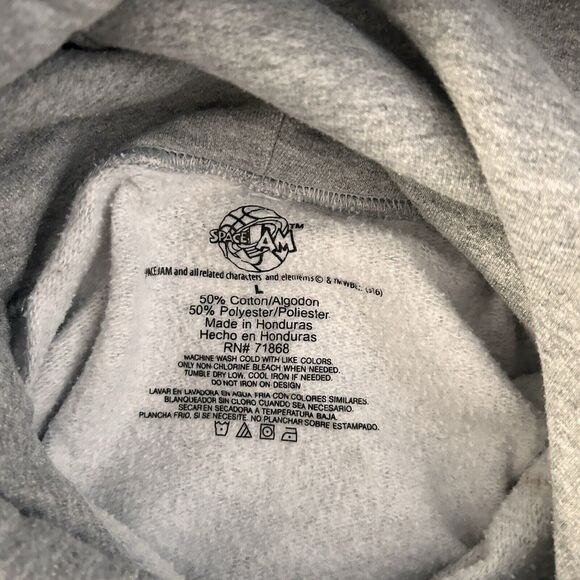 SPACE JAM™
SPACE JAM and all related characters and elements © & TM WBEI. (s16)
L
50% Cotton/Algodon
50% Polyester/Poliester
Made in Honduras
Hecho en Honduras
RN# 71868
MACHINE WASH COLD WITH LIKE COLORS.
ONLY NON-CHLORINE BLEACH WHEN NEEDED.
TUMBLE DRY LOW. COOL IRON IF NEEDED.
DO NOT IRON ON DESIGN
LAVAR EN LAVADORA EN AGUA FRIA CON COLORES SIMILARES.
BLANQUEADOR SIN CLORO CUANDO SEA NECESARIO.
SECAR EN SECADORA A TEMPERATURA BAJA.
PLANCHA FRIO, SI SE NECESITE. NO PLANCHAR SOBRE ESTAMPADO.